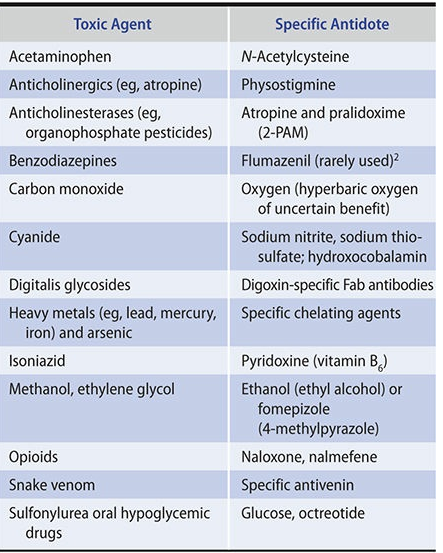 Toxic Agent Specific Antidote
Acetaminophen N-Acetylcysteine
Anticholinergics (eg, atropine) Physostigmine
Anticholinesterases (eg, Atropine and pralidoxime
organophosphate pesticides) (2-PAM)
Benzodiazepines Flumazenil (rarely used)²
Carbon monoxide Oxygen (hyperbaric oxygen
of uncertain benefit)
Cyanide Sodium nitrite, sodium thio-
sulfate; hydroxocobalamin
Digitalis glycosides Digoxin-specific Fab antibodies
Heavy metals (eg, lead, mercury, Specific chelating agents
iron) and arsenic
Isoniazid Pyridoxine (vitamin B₆)
Methanol, ethylene glycol Ethanol (ethyl alcohol) or
fomepizole
(4-methylpyrazole)
Opioids Naloxone, nalmefene
Snake venom Specific antivenin
Sulfonylurea oral hypoglycemic Glucose, octreotide
drugs